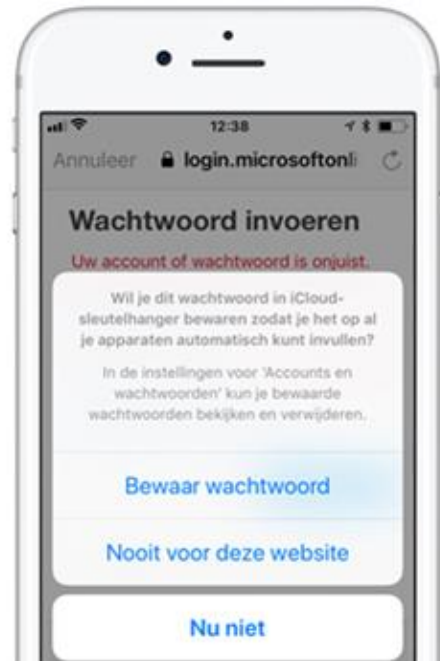 12:38
Annuleer login.microsoftonli
Wachtwoord invoeren
Uw account of wachtwoord is onjuist.
Wil je dit wachtwoord in iCloud-
sleutelhanger bewaren zodat je het op al
je apparaten automatisch kunt invullen?
In de instellingen voor 'Accounts en
wachtwoorden' kun je bewaarde
wachtwoorden bekijken en verwijderen.
Bewaar wachtwoord
Nooit voor deze website
Nu niet